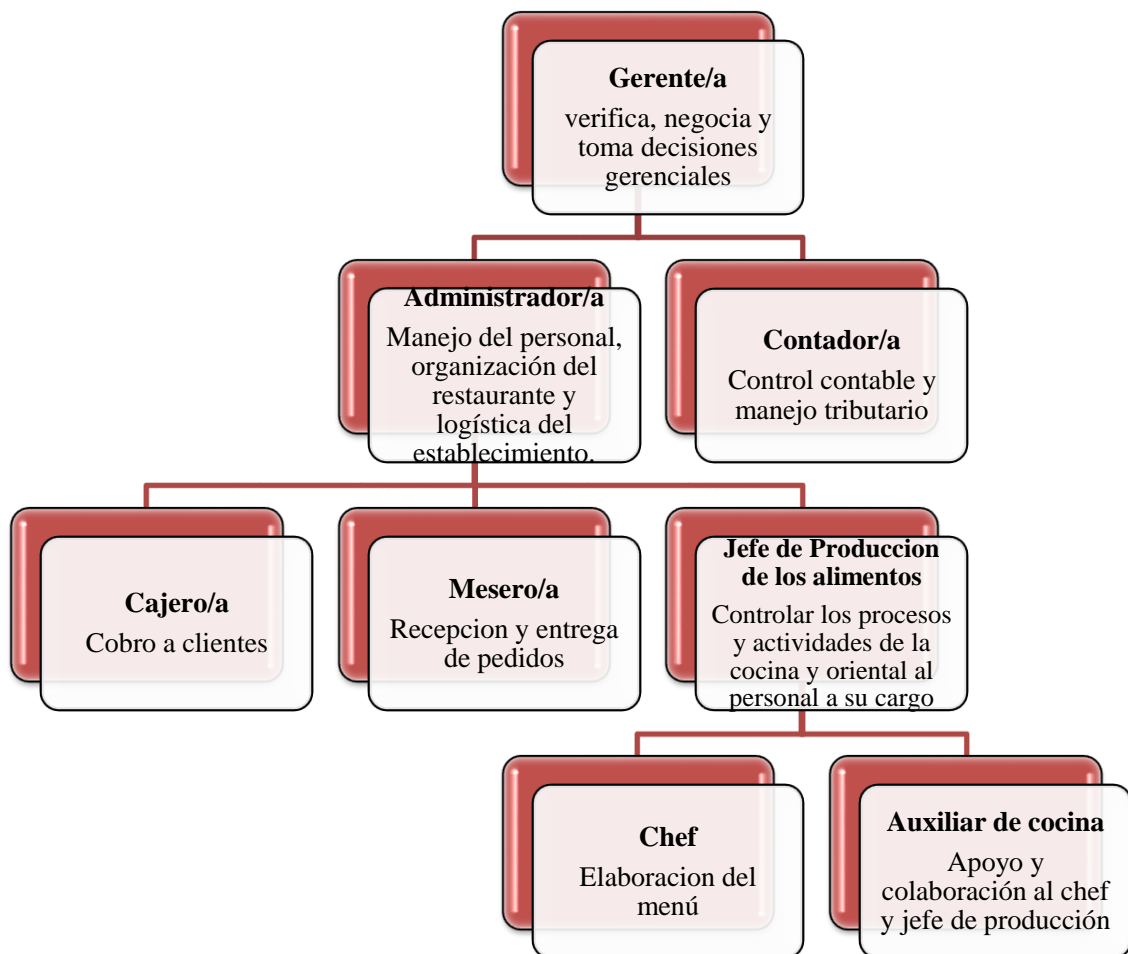 Gerente/a
verifica, negocia y
toma decisiones
gerenciales
Administrador/a
Manejo del personal,
organización del
restaurante y
logística del
establecimiento.
Contador/a
Control contable y
manejo tributario
Cajero/a
Cobro a clientes
Mesero/a
Recepcion y entrega
de pedidos
Jefe de Produccion
de los alimentos
Controlar los procesos
y actividades de la
cocina y oriental al
personal a su cargo
Chef
Elaboracion del
menú
Auxiliar de cocina
Apoyo y
colaboración al chef
y jefe de producción